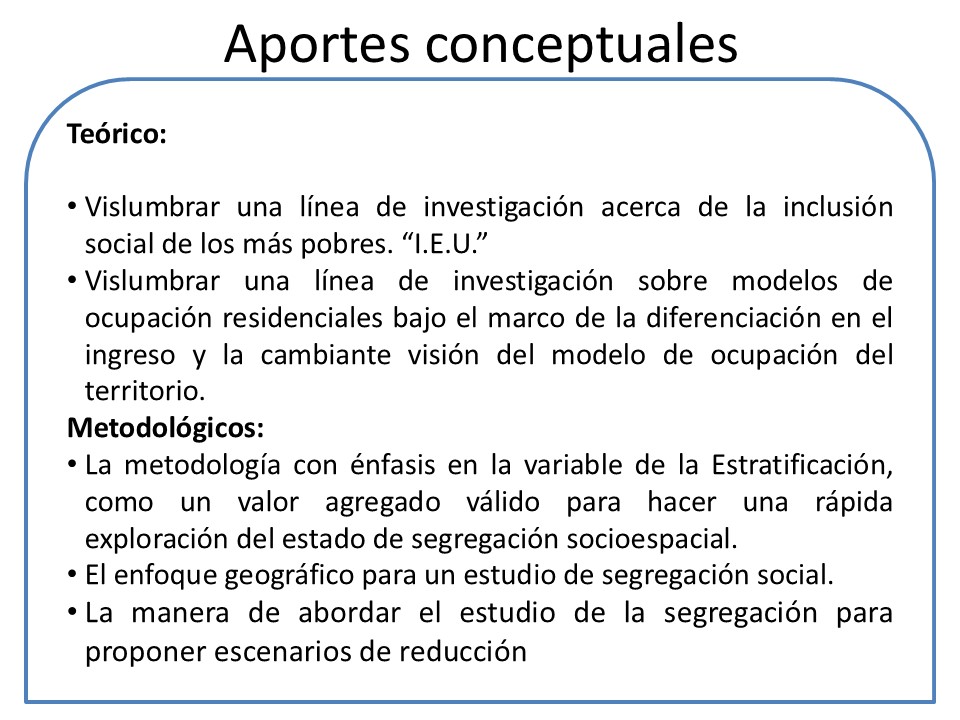 Aportes conceptuales
Teórico:
• Vislumbrar una línea de investigación acerca de la inclusión
social de los más pobres. “I.E.U.”
• Vislumbrar una línea de investigación sobre modelos de
ocupación residenciales bajo el marco de la diferenciación en el
ingreso y la cambiante visión del modelo de ocupación del
territorio.
Metodológicos:
• La metodología con énfasis en la variable de la Estratificación,
como un valor agregado válido para hacer una rápida
exploración del estado de segregación socioespacial.
• El enfoque geográfico para un estudio de segregación social.
• La manera de abordar el estudio de la segregación para
proponer escenarios de reducción